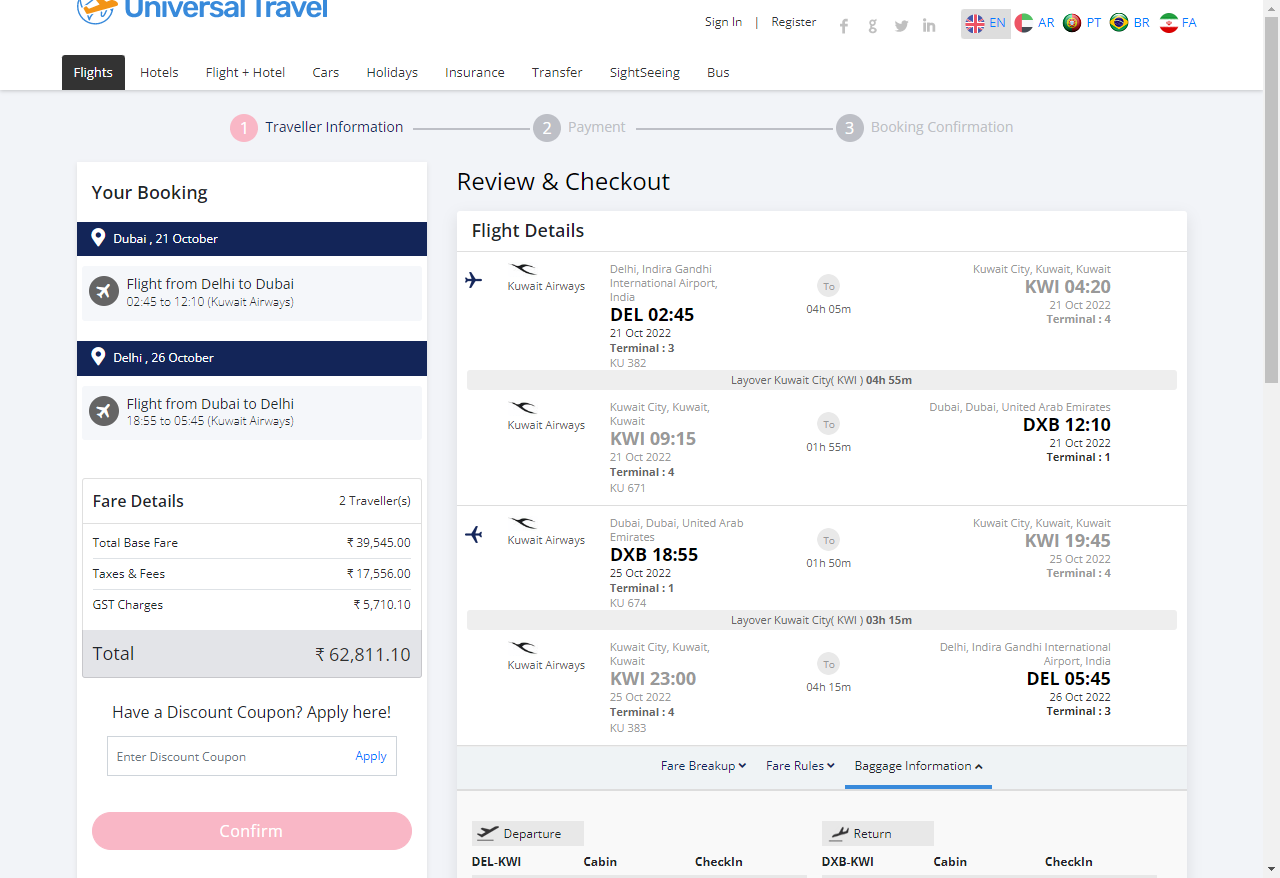 Universal Travel
Sign In | Register
EN AR PT BR FA
Flights Hotels Flight + Hotel Cars Holidays Insurance Transfer SightSeeing Bus
1 Traveller Information 2 Payment 3 Booking Confirmation
Your Booking
Dubai , 21 October
Flight from Delhi to Dubai
02:45 to 12:10 (Kuwait Airways)
Delhi , 26 October
Flight from Dubai to Delhi
18:55 to 05:45 (Kuwait Airways)
Fare Details 2 Traveller(s)
Total Base Fare ₹ 39,545.00
Taxes & Fees ₹ 17,556.00
GST Charges ₹ 5,710.10
Total ₹ 62,811.10
Have a Discount Coupon? Apply here!
Enter Discount Coupon Apply
Confirm
Review & Checkout
Flight Details
Kuwait Airways
Delhi, Indira Gandhi
International Airport,
India
DEL 02:45
21 Oct 2022
Terminal : 3
KU 382
To
04h 05m
Kuwait City, Kuwait, Kuwait
KWI 04:20
21 Oct 2022
Terminal : 4
Layover Kuwait City( KWI ) 04h 55m
Kuwait Airways
Kuwait City, Kuwait,
Kuwait
KWI 09:15
21 Oct 2022
Terminal : 4
KU 671
To
01h 55m
Dubai, Dubai, United Arab Emirates
DXB 12:10
21 Oct 2022
Terminal : 1
Kuwait Airways
Dubai, Dubai, United Arab
Emirates
DXB 18:55
25 Oct 2022
Terminal : 1
KU 674
To
01h 50m
Kuwait City, Kuwait, Kuwait
KWI 19:45
25 Oct 2022
Terminal : 4
Layover Kuwait City( KWI ) 03h 15m
Kuwait Airways
Kuwait City, Kuwait,
Kuwait
KWI 23:00
25 Oct 2022
Terminal : 4
KU 383
To
04h 15m
Delhi, Indira Gandhi International
Airport, India
DEL 05:45
26 Oct 2022
Terminal : 3
Fare Breakup Fare Rules Baggage Information
Departure
DEL-KWI Cabin CheckIn
Return
DXB-KWI Cabin CheckIn